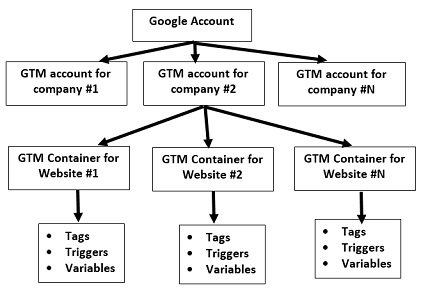 Google Account
GTM account for
company #1
GTM account for
company #2
GTM account for
company #N
GTM Container for
Website #1
GTM Container for
Website #2
GTM Container for
Website #N
• Tags
• Triggers
• Variables
• Tags
• Triggers
• Variables
• Tags
• Triggers
• Variables